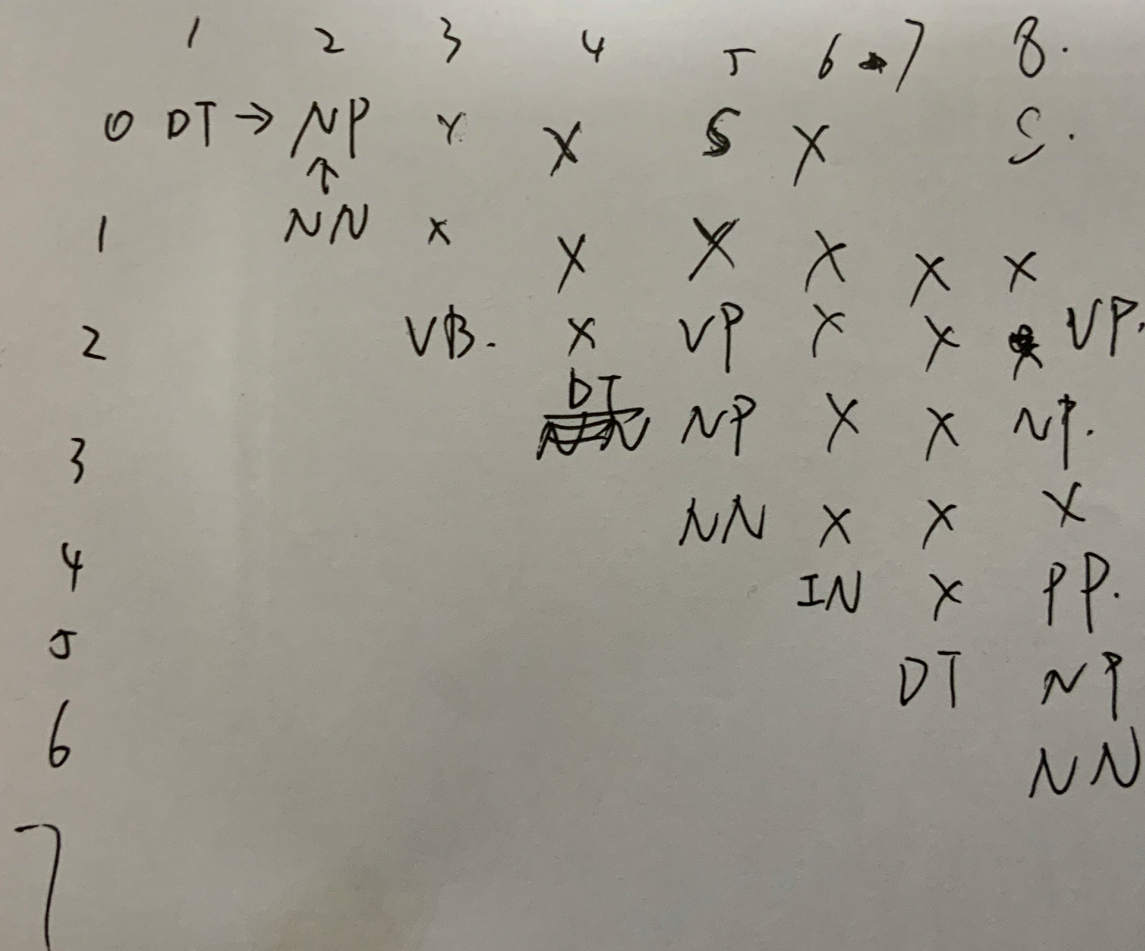 1 2 3 4 5 6 7 8.
0 DT → NP X X S X S.
↑
1 NN X X X X X X
2 VB. X VP X X X VP.
DT
3 NP X X NP.
4 NN X X X
5 IN X PP.
6 DT NP
7 NN